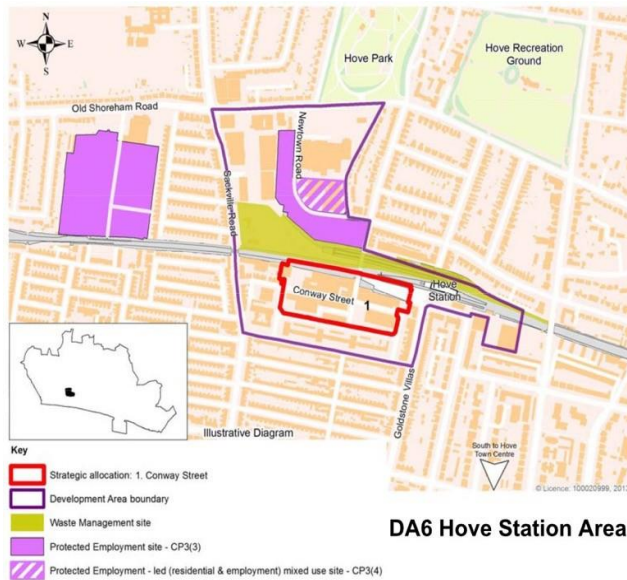 N
W E
S
Hove Park
Hove Recreation
Ground
Old Shoreham Road
Newtown Road
Sackville Road
Hove
Station
Conway Street
1
Goldstone Villas
Illustrative Diagram
South to Hove
Town Centre
Key
Strategic allocation: 1. Conway Street
Development Area boundary
Waste Management site
Protected Employment site - CP3(3)
Protected Employment - led (residential & employment) mixed use site - CP3(4)
© Licence: 100020999, 201
DA6 Hove Station Area